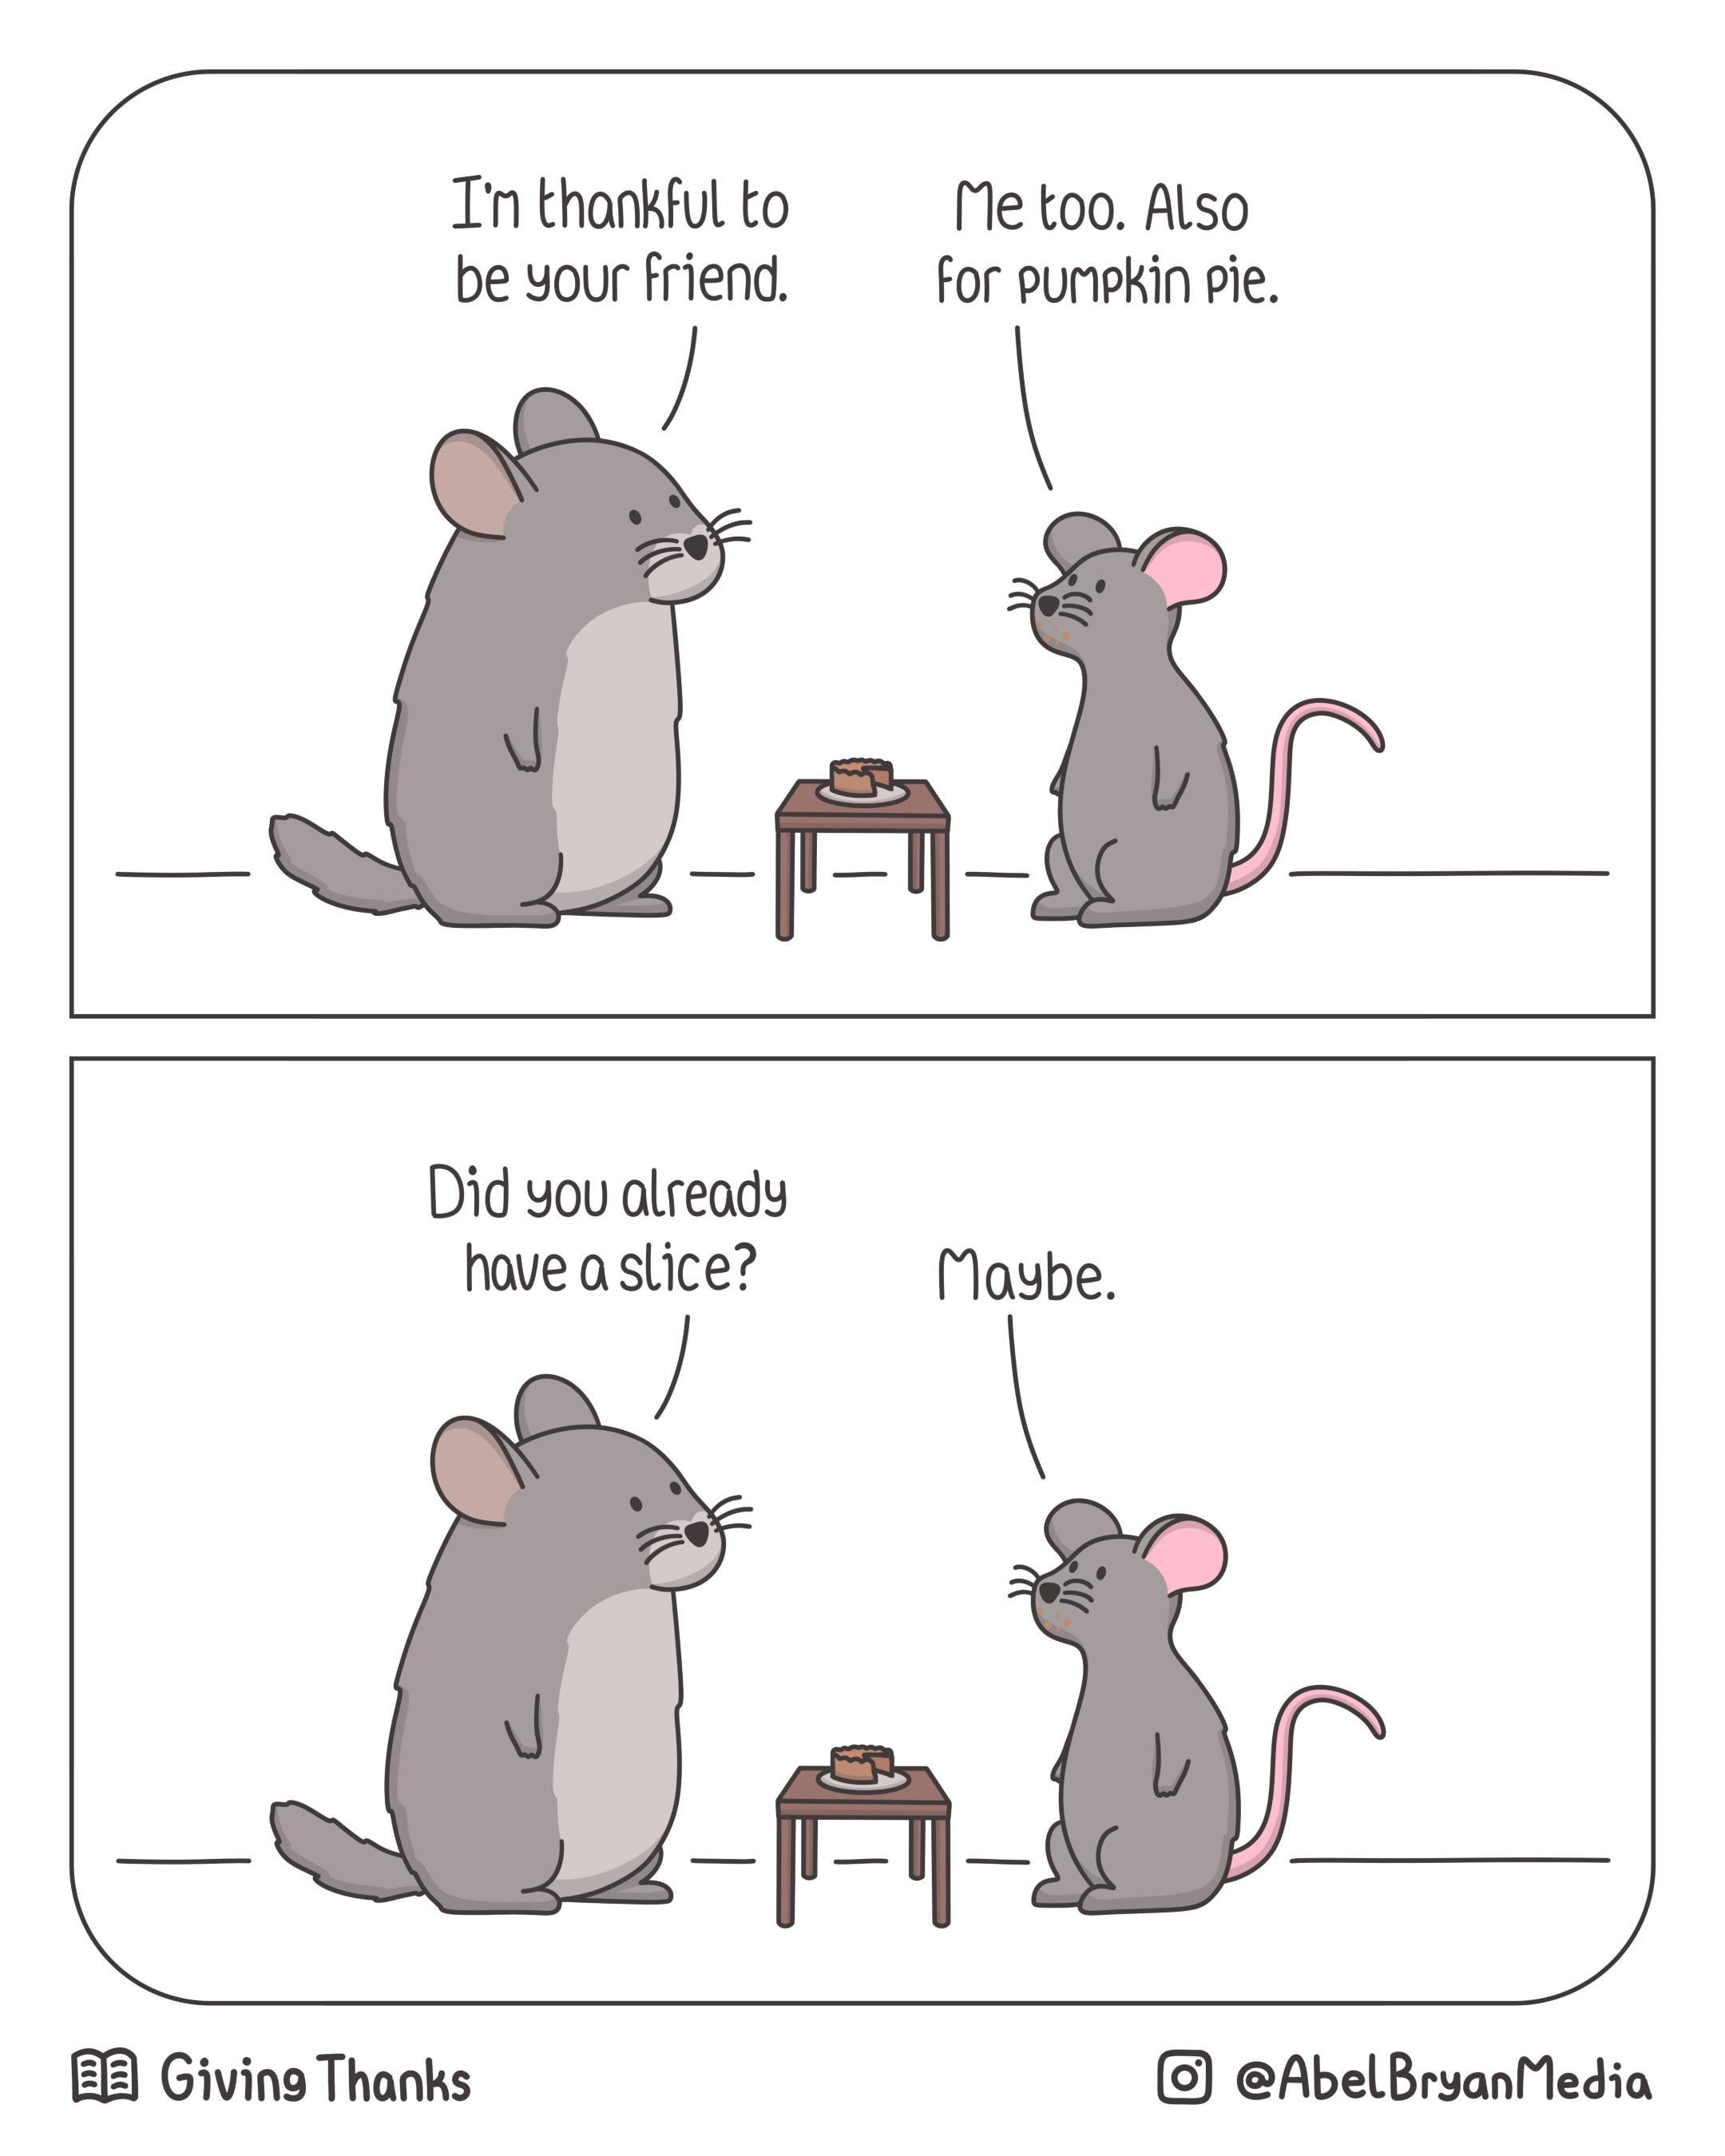 I'm thankful to
be your friend.
Me too. Also
for pumpkin pie.
Did you already
have a slice?
Maybe.
Giving Thanks
@AbelBryanMedia